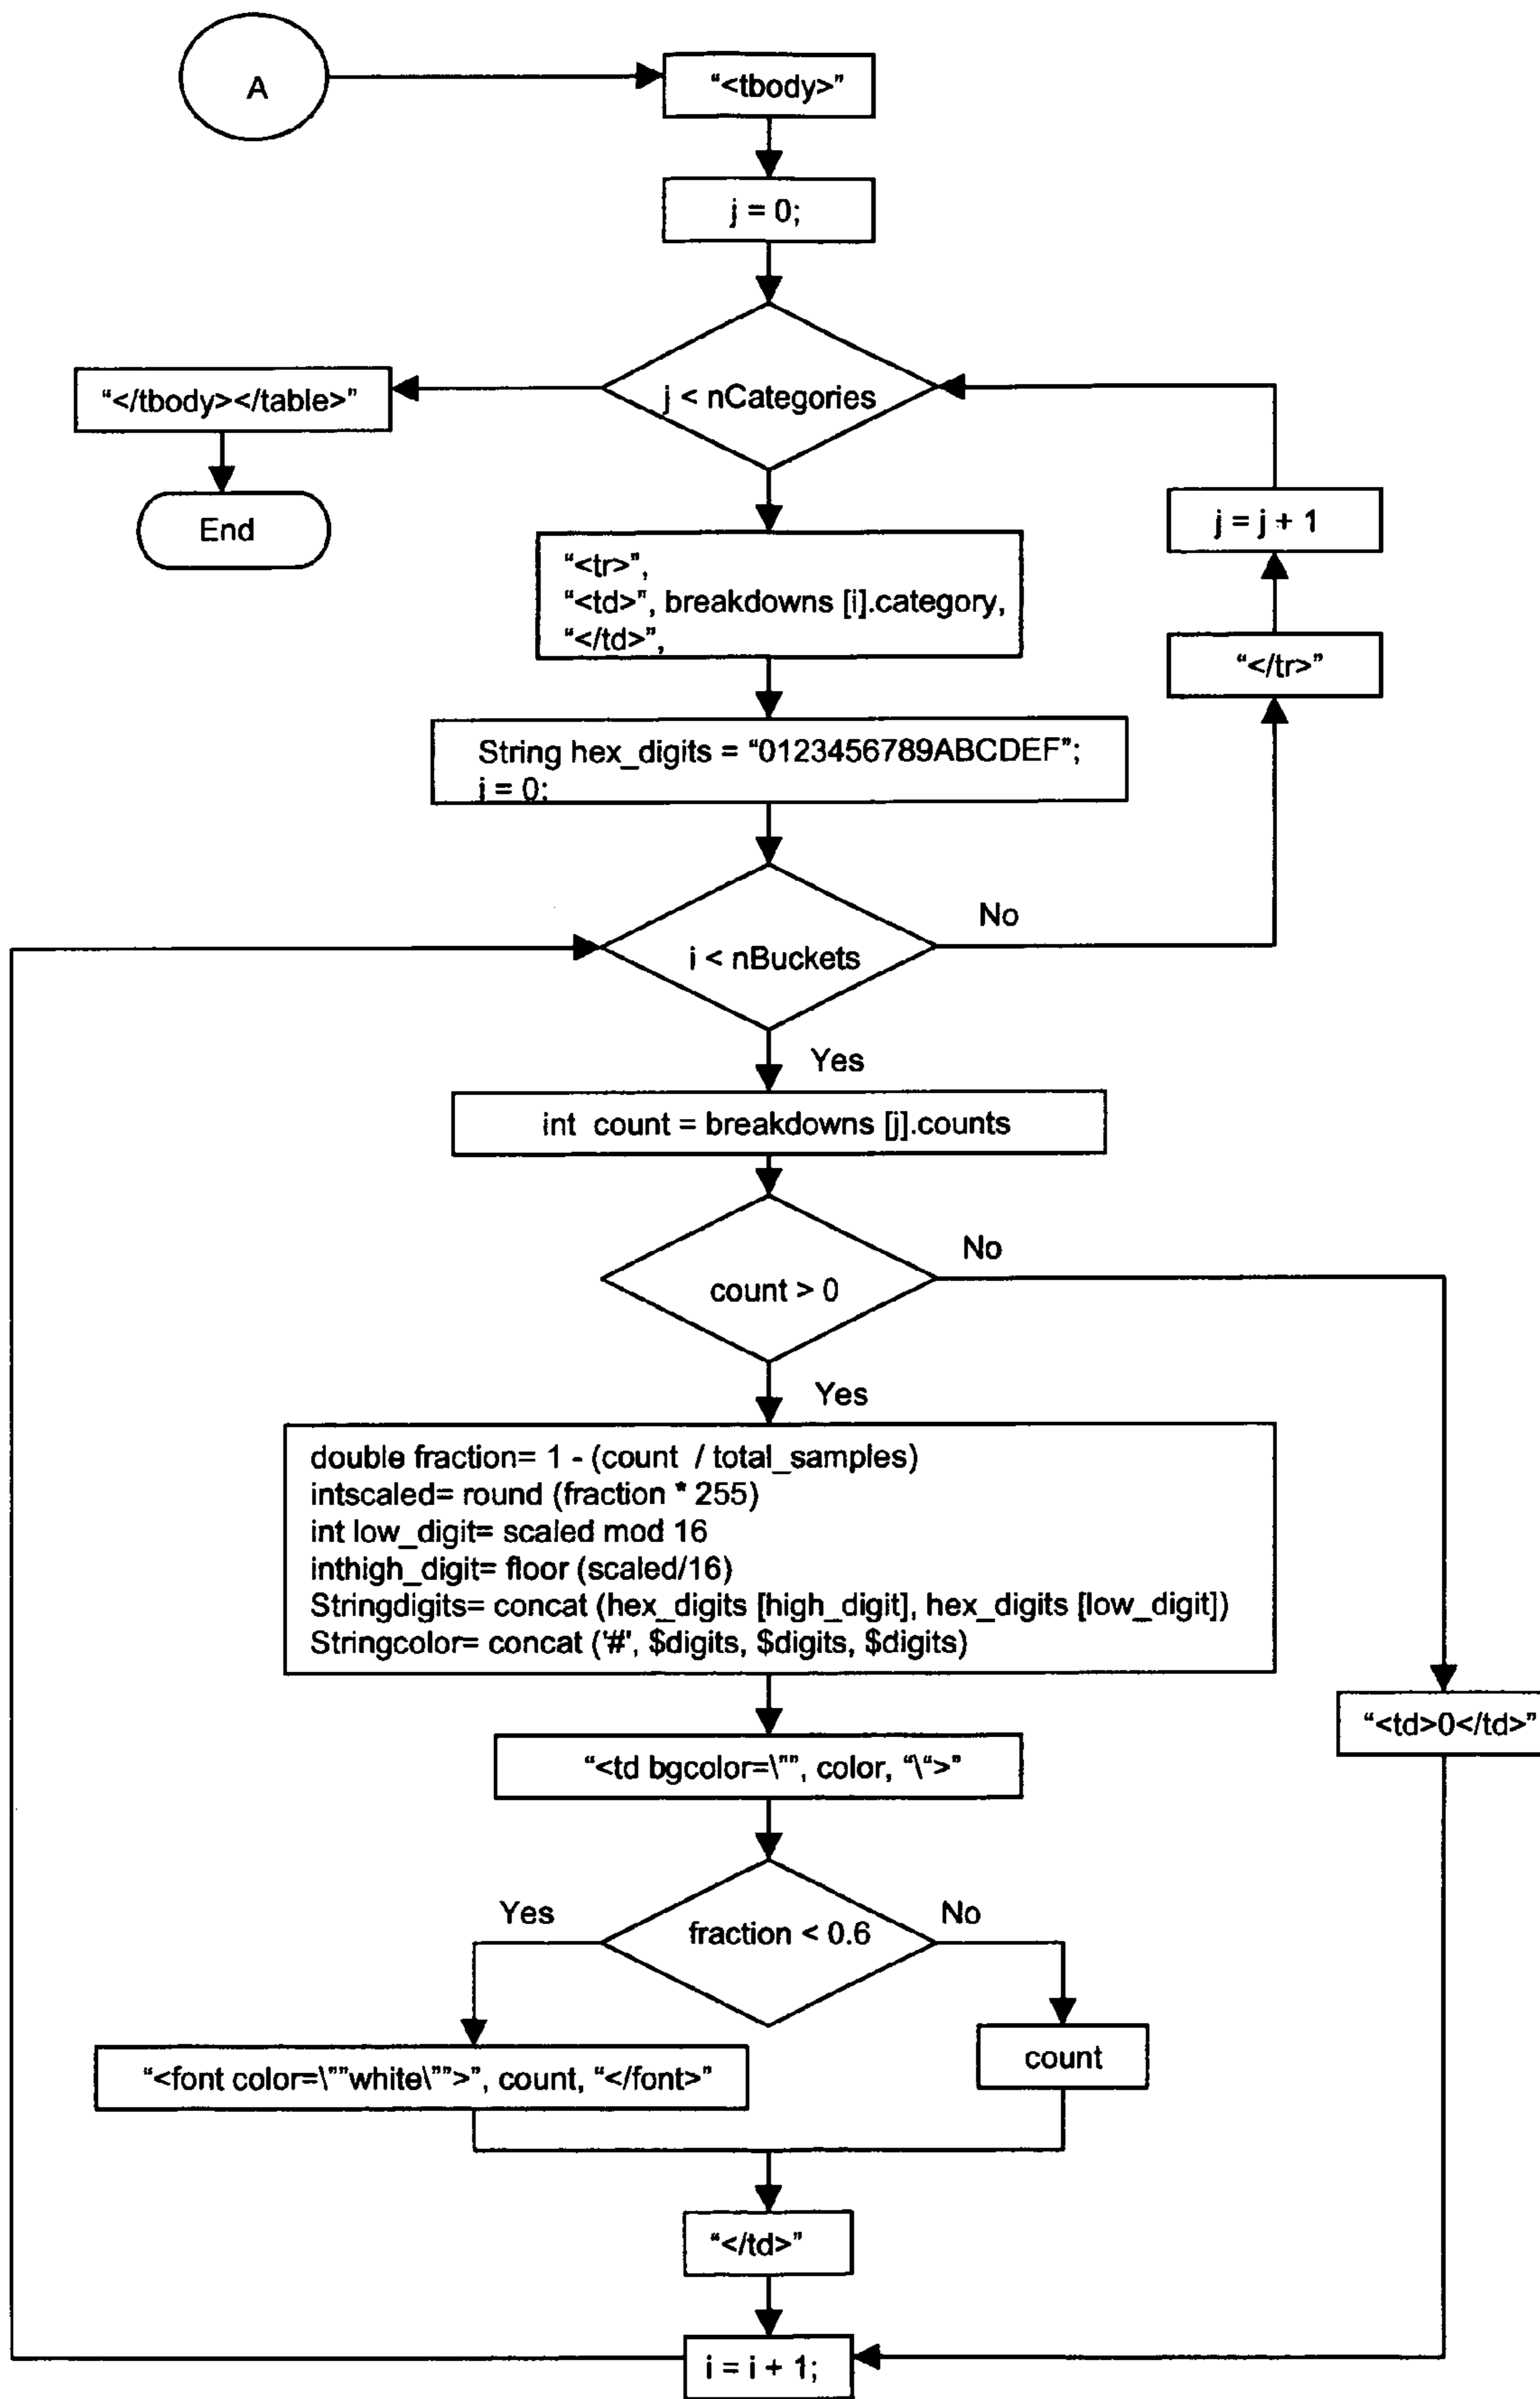 A
“<tbody>”
j = 0;
j < nCategories
“</tbody></table>”
End
j = j + 1
“<tr>”,
“<td>”, breakdowns [i].category,
“</td>”,
“</tr>”
String hex_digits = “0123456789ABCDEF”;
i = 0;
No
i < nBuckets
Yes
int count = breakdowns [j].counts
No
count > 0
Yes
double fraction= 1 - (count / total_samples)
intscaled= round (fraction * 255)
int low_digit= scaled mod 16
inthigh_digit= floor (scaled/16)
Stringdigits= concat (hex_digits [high_digit], hex_digits [low_digit])
Stringcolor= concat ('#', $digits, $digits, $digits)
“<td>0</td>”
“<td bgcolor=\"”, color, “\“>”
Yes
No
fraction < 0.6
“<font color=\"”white\"”>”, count, “</font>”
count
“</td>”
i = i + 1;